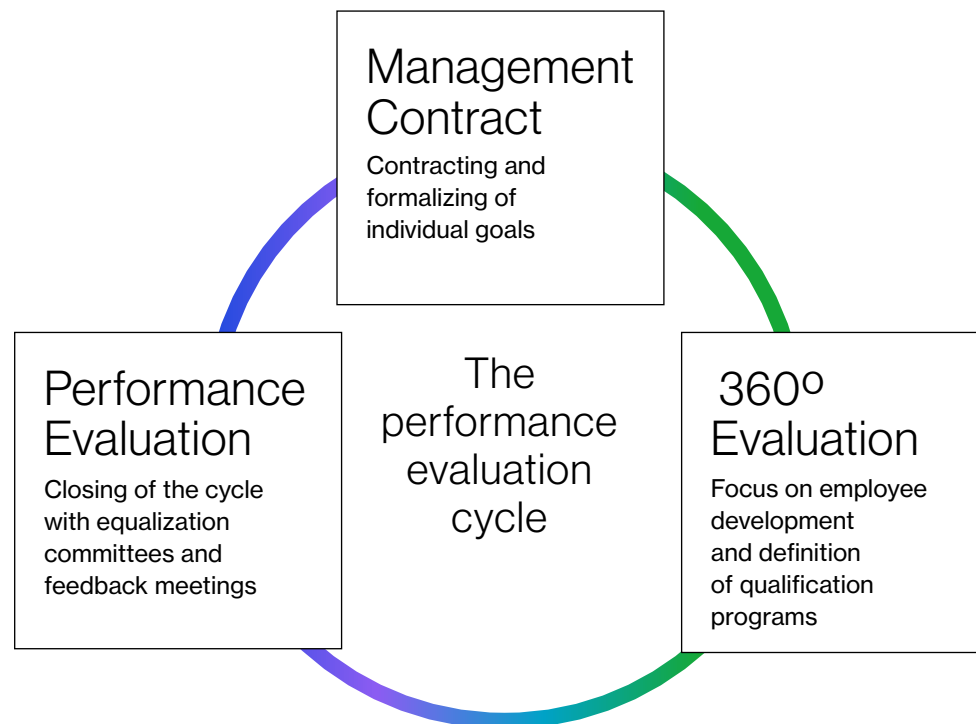 Management
Contract
Contracting and
formalizing of
individual goals
The
performance
evaluation
cycle
Performance
Evaluation
Closing of the cycle
with equalization
committees and
feedback meetings
360º
Evaluation
Focus on employee
development
and definition
of qualification
programs